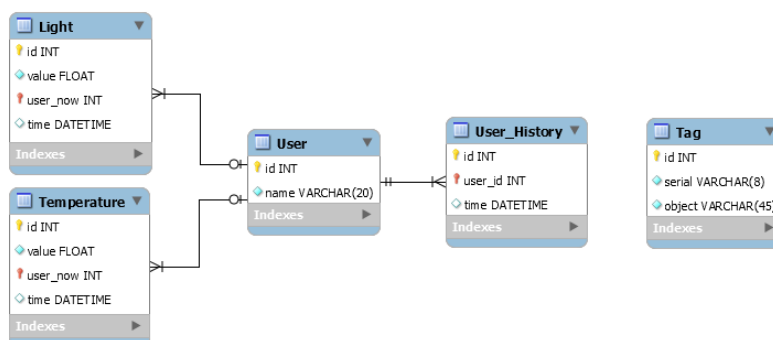 Light
id INT
value FLOAT
user_now INT
time DATETIME
Indexes
Temperature
id INT
value FLOAT
user_now INT
time DATETIME
Indexes
User
id INT
name VARCHAR(20)
Indexes
User_History
id INT
user_id INT
time DATETIME
Indexes
Tag
id INT
serial VARCHAR(8)
object VARCHAR(45)
Indexes